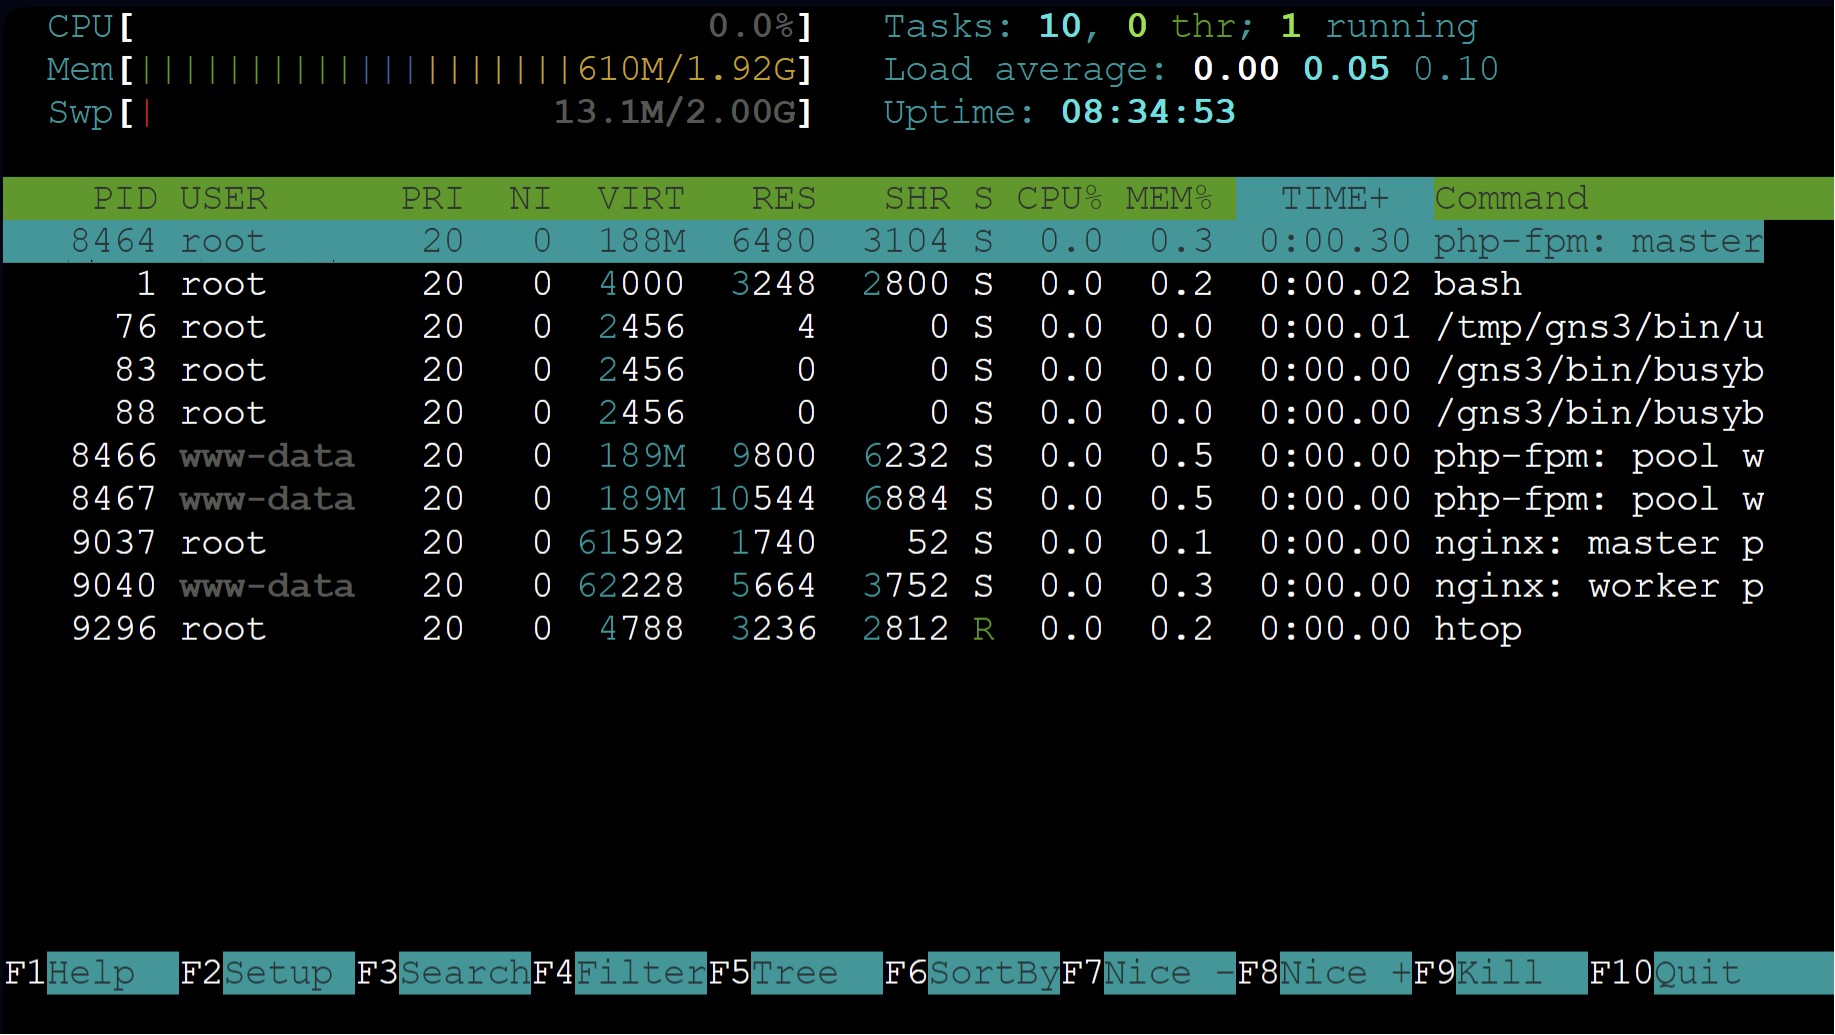 CPU[ 0.0%] Tasks: 10, 0 thr; 1 running
Mem[||||||||||||||||||||610M/1.92G] Load average: 0.00 0.05 0.10
Swp[| 13.1M/2.00G] Uptime: 08:34:53
PID USER PRI NI VIRT RES SHR S CPU% MEM% TIME+ Command
8464 root 20 0 188M 6480 3104 S 0.0 0.3 0:00.30 php-fpm: master
1 root 20 0 4000 3248 2800 S 0.0 0.2 0:00.02 bash
76 root 20 0 2456 4 0 S 0.0 0.0 0:00.01 /tmp/gns3/bin/u
83 root 20 0 2456 0 0 S 0.0 0.0 0:00.00 /gns3/bin/busyb
88 root 20 0 2456 0 0 S 0.0 0.0 0:00.00 /gns3/bin/busyb
8466 www-data 20 0 189M 9800 6232 S 0.0 0.5 0:00.00 php-fpm: pool w
8467 www-data 20 0 189M 10544 6884 S 0.0 0.5 0:00.00 php-fpm: pool w
9037 root 20 0 61592 1740 52 S 0.0 0.1 0:00.00 nginx: master p
9040 www-data 20 0 62228 5664 3752 S 0.0 0.3 0:00.00 nginx: worker p
9296 root 20 0 4788 3236 2812 R 0.0 0.2 0:00.00 htop
F1Help F2Setup F3SearchF4FilterF5Tree F6SortByF7Nice -F8Nice +F9Kill F10Quit